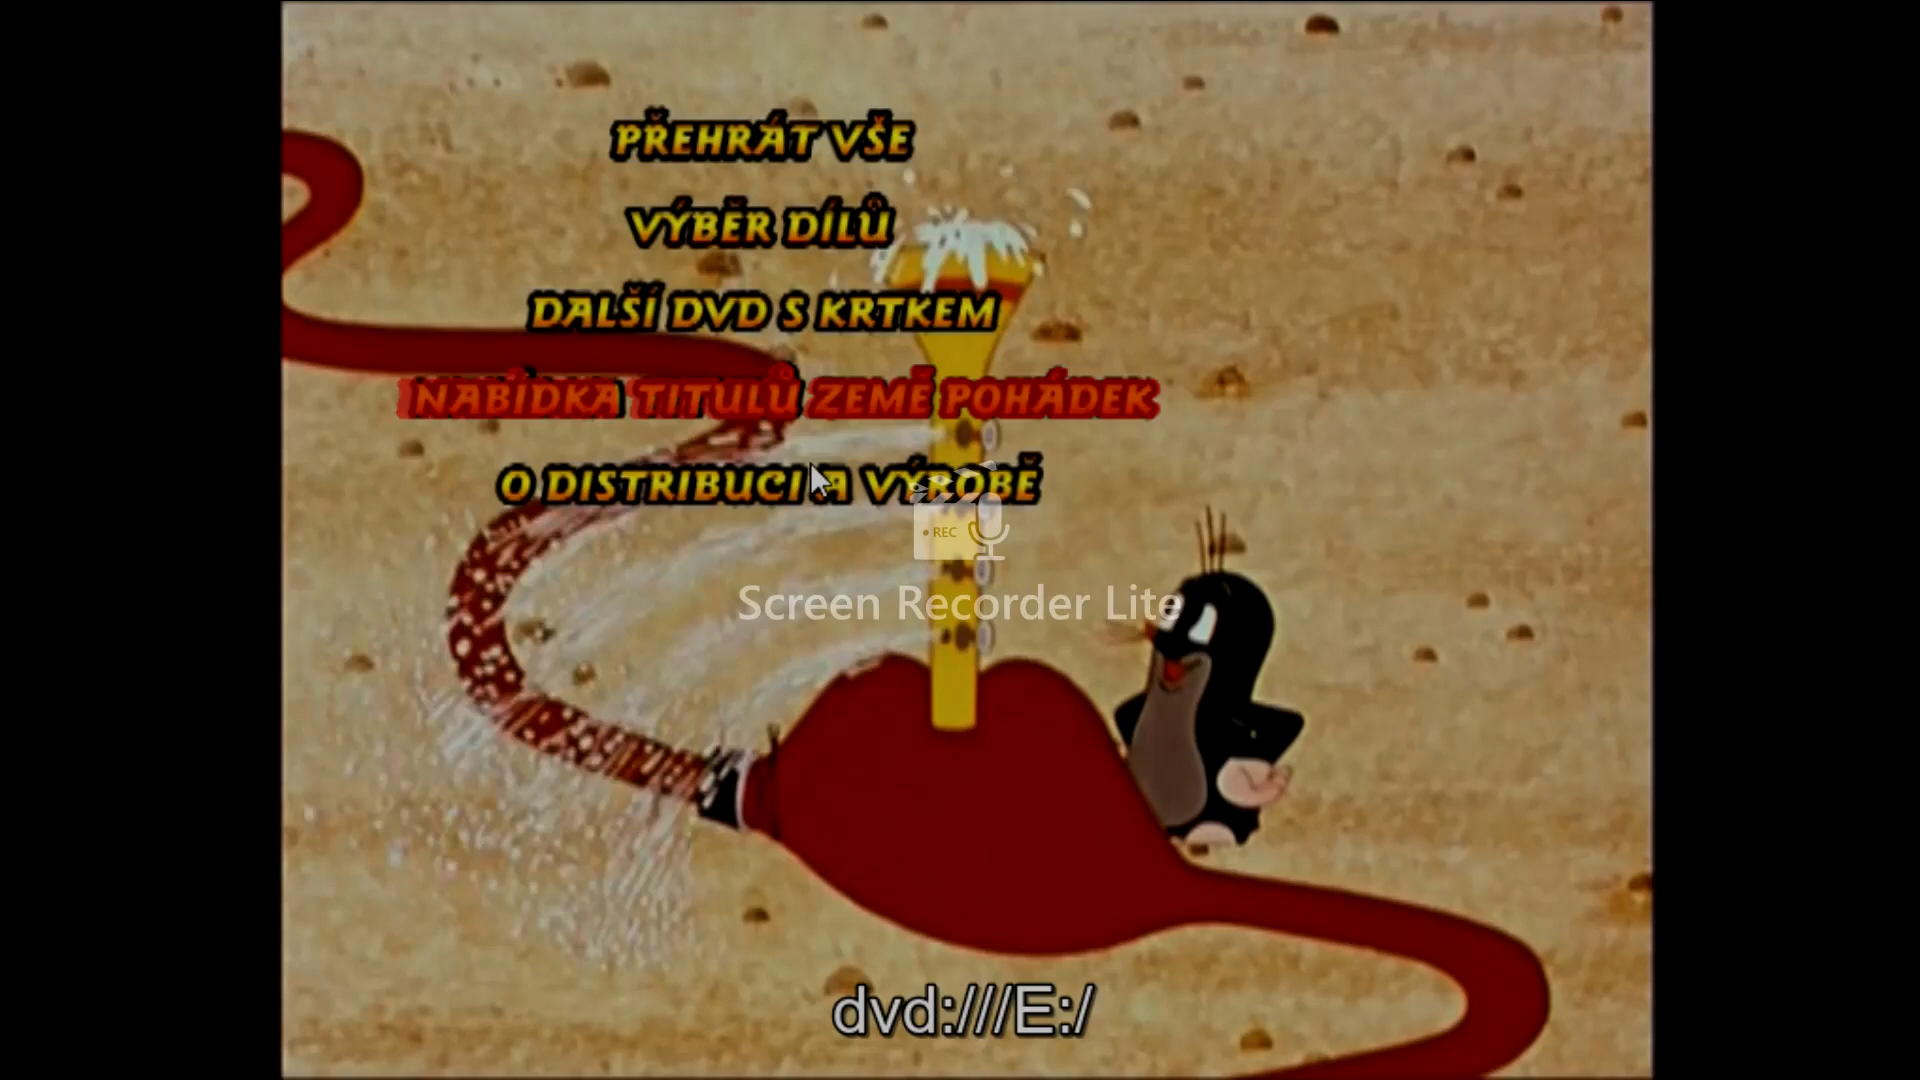 PŘEHRÁT VŠE
VÝBĚR DÍLŮ
DALŠÍ DVD S KRTKEM
NABÍDKA TITULŮ ZEMĚ POHÁDEK
O DISTRIBUCI A VÝROBĚ
REC
Screen Recorder Lite
dvd:///E:/